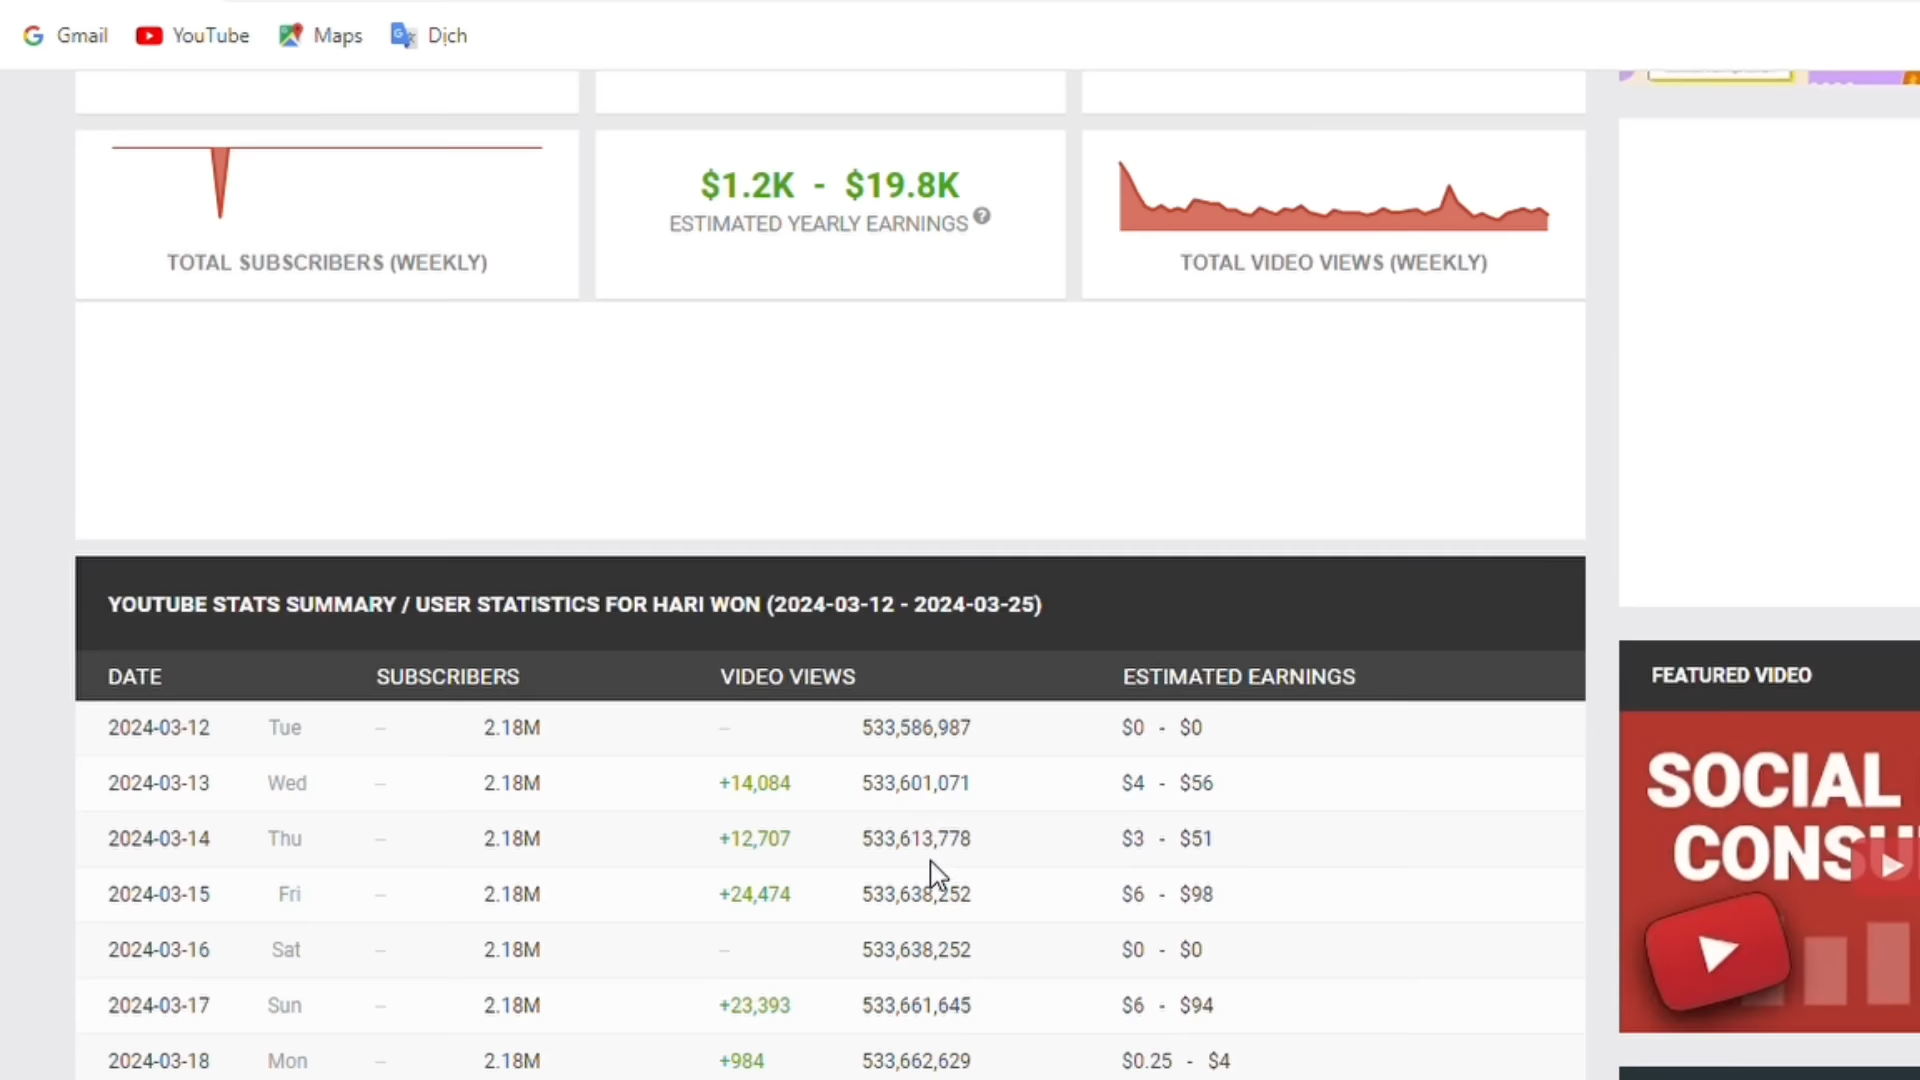 Gmail YouTube Maps Dịch
$1.2K - $19.8K
ESTIMATED YEARLY EARNINGS ?
TOTAL SUBSCRIBERS (WEEKLY)
TOTAL VIDEO VIEWS (WEEKLY)
YOUTUBE STATS SUMMARY / USER STATISTICS FOR HARI WON (2024-03-12 - 2024-03-25)
DATE SUBSCRIBERS VIDEO VIEWS ESTIMATED EARNINGS
2024-03-12 Tue – 2.18M – 533,586,987 $0 - $0
2024-03-13 Wed – 2.18M +14,084 533,601,071 $4 - $56
2024-03-14 Thu – 2.18M +12,707 533,613,778 $3 - $51
2024-03-15 Fri – 2.18M +24,474 533,638,252 $6 - $98
2024-03-16 Sat – 2.18M – 533,638,252 $0 - $0
2024-03-17 Sun – 2.18M +23,393 533,661,645 $6 - $94
2024-03-18 Mon – 2.18M +984 533,662,629 $0.25 - $4
FEATURED VIDEO
SOCIAL
CONSU